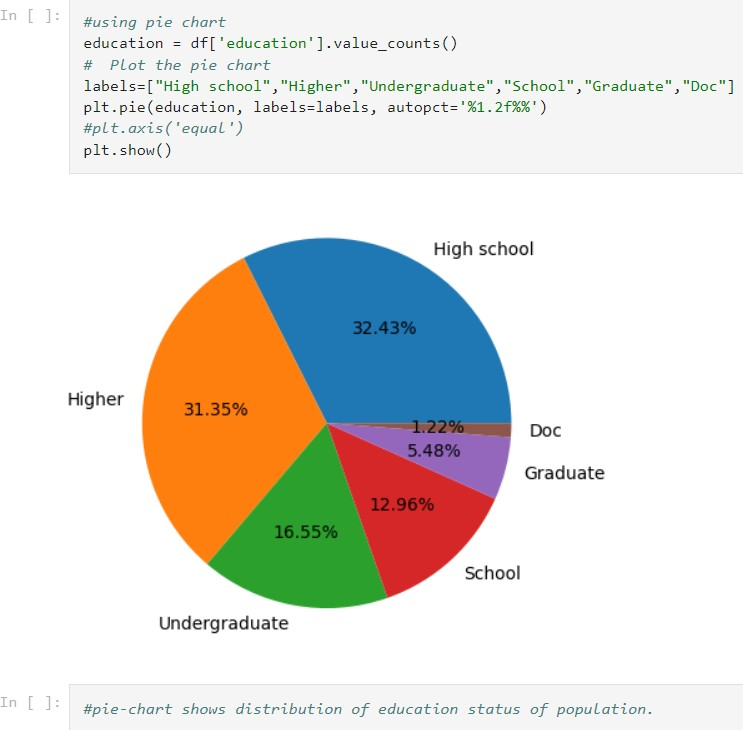 In [ ]:
#using pie chart
education = df['education'].value_counts()
#  Plot the pie chart
labels=["High school","Higher","Undergraduate","School","Graduate","Doc"]
plt.pie(education, labels=labels, autopct='%1.2f%%')
#plt.axis('equal')
plt.show()
High school
32.43%
Higher
31.35%
1.22%
Doc
5.48%
Graduate
12.96%
16.55%
School
Undergraduate
In [ ]:
#pie-chart shows distribution of education status of population.